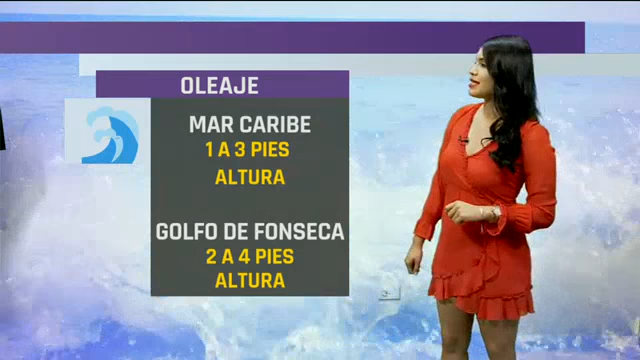 OLEAJE
MAR CARIBE
1 A 3 PIES
ALTURA
GOLFO DE FONSECA
2 A 4 PIES
ALTURA